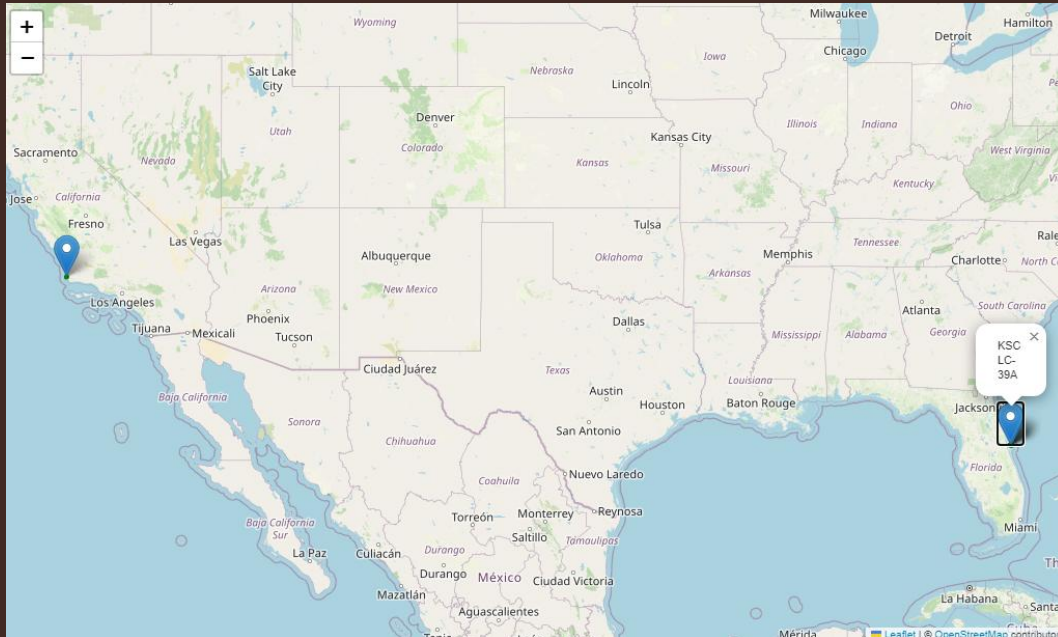 +
−
Wyoming
Milwaukee
Hamilton
Detroit
Chicago
Iowa
Nebraska
Salt Lake
City
Lincoln
Ohio
Denver
Utah
Illinois
Indiana
Kansas City
Colorado
Sacramento
Nevada
Kansas
Missouri
West Virginia
Kentucky
Jose
California
Fresno
Las Vegas
Tulsa
Albuquerque
Memphis
Tennessee
Charlotte
Oklahoma
Arkansas
Arizona
New Mexico
Los Angeles
South Carolina
Atlanta
Phoenix
Dallas
Tijuana
Mexicali
Tucson
Mississippi
Alabama
Georgia
×
KSC
LC-
39A
Ciudad Juárez
Texas
Louisiana
Austin
Houston
Baton Rouge
Jackson
Baja California
Sonora
San Antonio
Chihuahua
Florida
Nuevo Laredo
Coahuila
Torreón
Monterrey
Reynosa
Baja California
Sur
Saltillo
Tamaulipas
Miami
La Paz
Culiacán
Durango
Durango
México
Ciudad Victoria
Mazatlán
La Habana
Aguascalientes
Santa
Mérida
Leaflet | © OpenStreetMap contributo